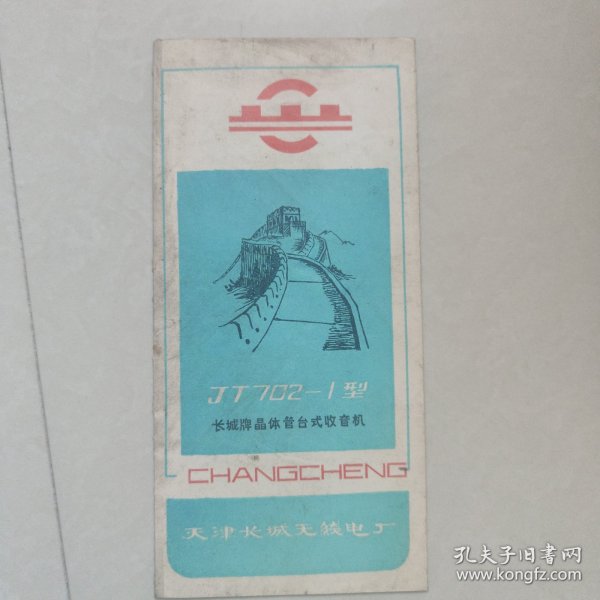 JT702-1型
长城牌晶体管台式收音机
CHANGCHENG
天津长城无线电厂
孔夫子旧书网
www.kongfz.com